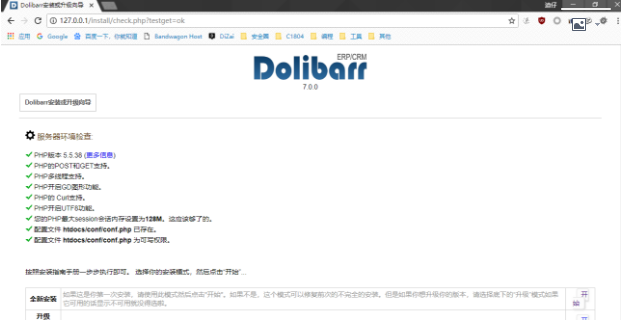 Dolibarr安装或升级向导
127.0.0.1/install/check.php?testget=ok
应用 G Google 百度一下，你就知道 Bandwagon Host DiZai 安全圈 C1804 编程 工具 其他
Dolibarr
ERP/CRM
7.0.0
Dolibarr安装或升级向导
服务器环境检查:
PHP版本 5.5.38 (更多信息)
PHP的POST和GET支持。
PHP多线程支持。
PHP开启GD图形功能。
PHP的 Curl支持。
PHP开启UTF8功能。
您的PHP最大session会话内存设置为128M。这应该够了的。
配置文件 htdocs/conf/conf.php 已存在。
配置文件 htdocs/conf/conf.php 为可写权限。
按照安装指南手册一步步执行即可。 选择你的安装模式，然后点击"开始"...
全新安装
如果这是你第一次安装，请使用此模式然后点击"开始"。如果不是，这个模式可以修复前次的不完全的安装。但是如果你想升级你的版本，请选择底下的"升级"模式如果它可用的该显示不可用就没得选啦。
开始
升级